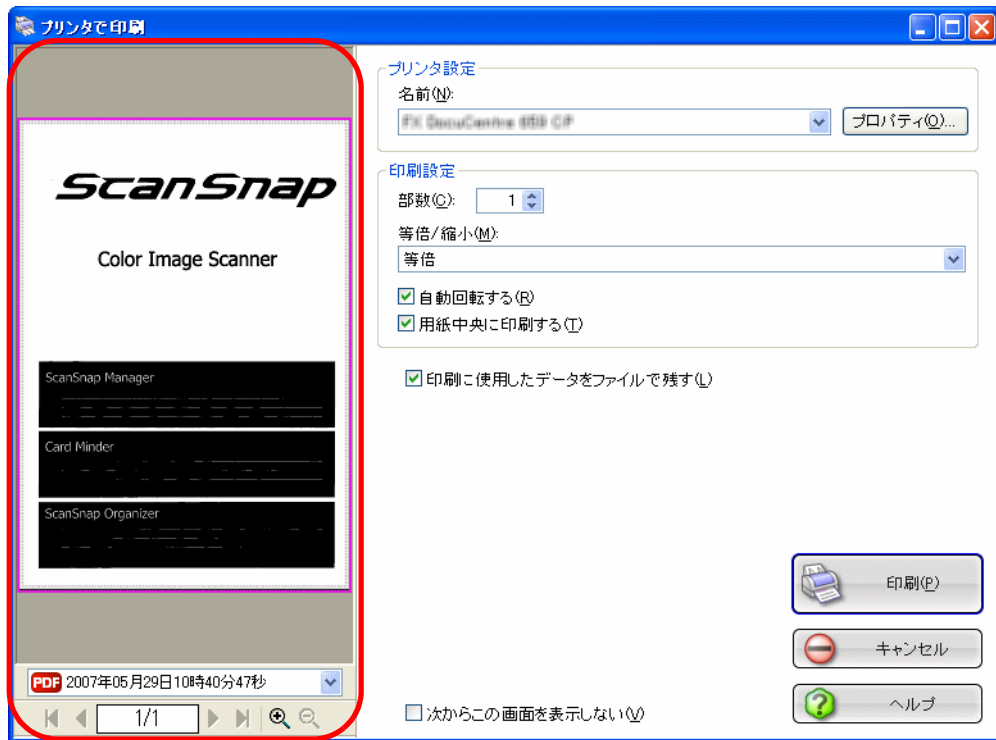 プリンタで印刷
ScanSnap
Color Image Scanner
ScanSnap Manager
Card Minder
ScanSnap Organizer
PDF 2007年05月29日10時40分47秒
1/1
プリンタ設定
名前(N):
プロパティ(O)...
印刷設定
部数(C): 1
等倍/縮小(M):
等倍
自動回転する(R)
用紙中央に印刷する(T)
印刷に使用したデータをファイルで残す(L)
印刷(P)
キャンセル
ヘルプ
次からこの画面を表示しない(V)